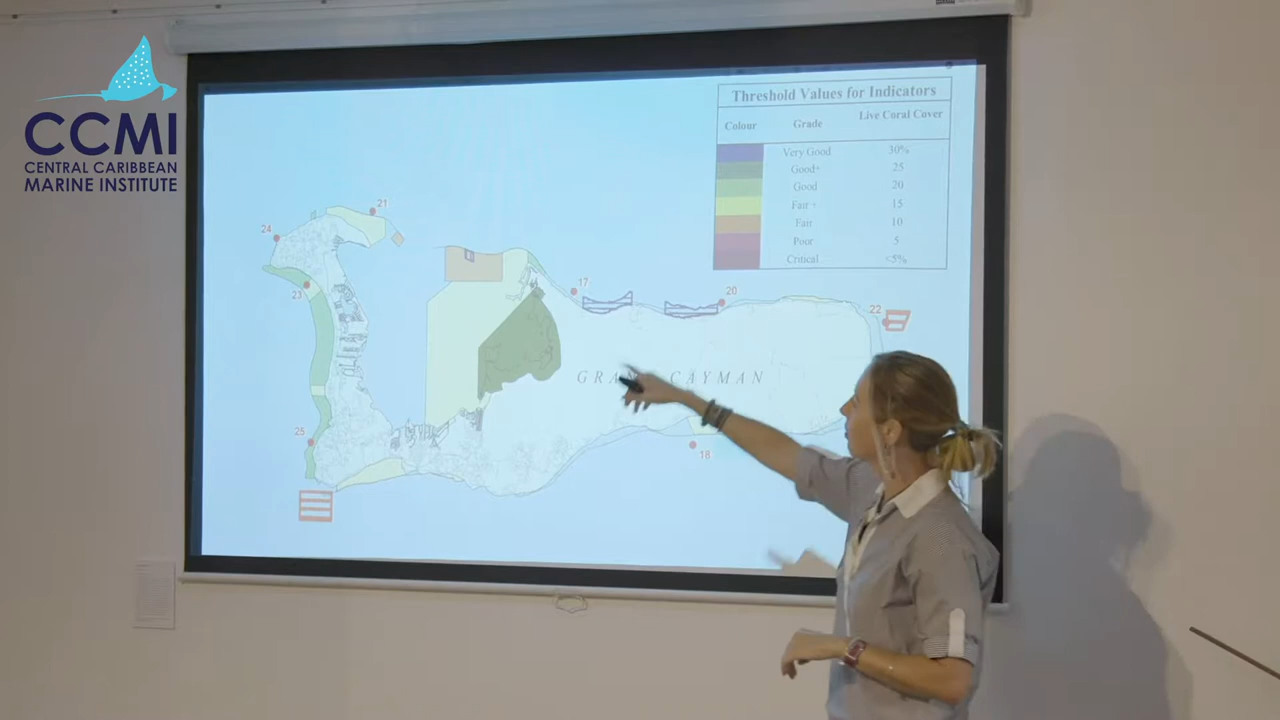 CCMI
CENTRAL CARIBBEAN
MARINE INSTITUTE
Threshold Values for Indicators
Colour Grade Live Coral Cover
Very Good 30%
Good+ 25
Good 20
Fair + 15
Fair 10
Poor 5
Critical <5%
21
24
23
17
20
22
25
18
CAYMAN